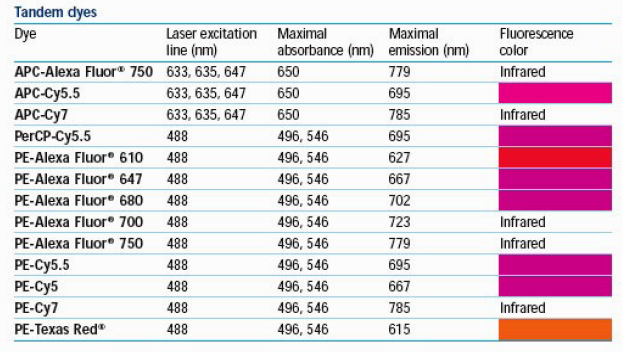 Tandem dyes
Dye Laser excitation line (nm) Maximal absorbance (nm) Maximal emission (nm) Fluorescence color
APC-Alexa Fluor® 750 633, 635, 647 650 779 Infrared
APC-Cy5.5 633, 635, 647 650 695
APC-Cy7 633, 635, 647 650 785 Infrared
PerCP-Cy5.5 488 496, 546 695
PE-Alexa Fluor® 610 488 496, 546 627
PE-Alexa Fluor® 647 488 496, 546 667
PE-Alexa Fluor® 680 488 496, 546 702
PE-Alexa Fluor® 700 488 496, 546 723 Infrared
PE-Alexa Fluor® 750 488 496, 546 779 Infrared
PE-Cy5.5 488 496, 546 695
PE-Cy5 488 496, 546 667
PE-Cy7 488 496, 546 785 Infrared
PE-Texas Red® 488 496, 546 615